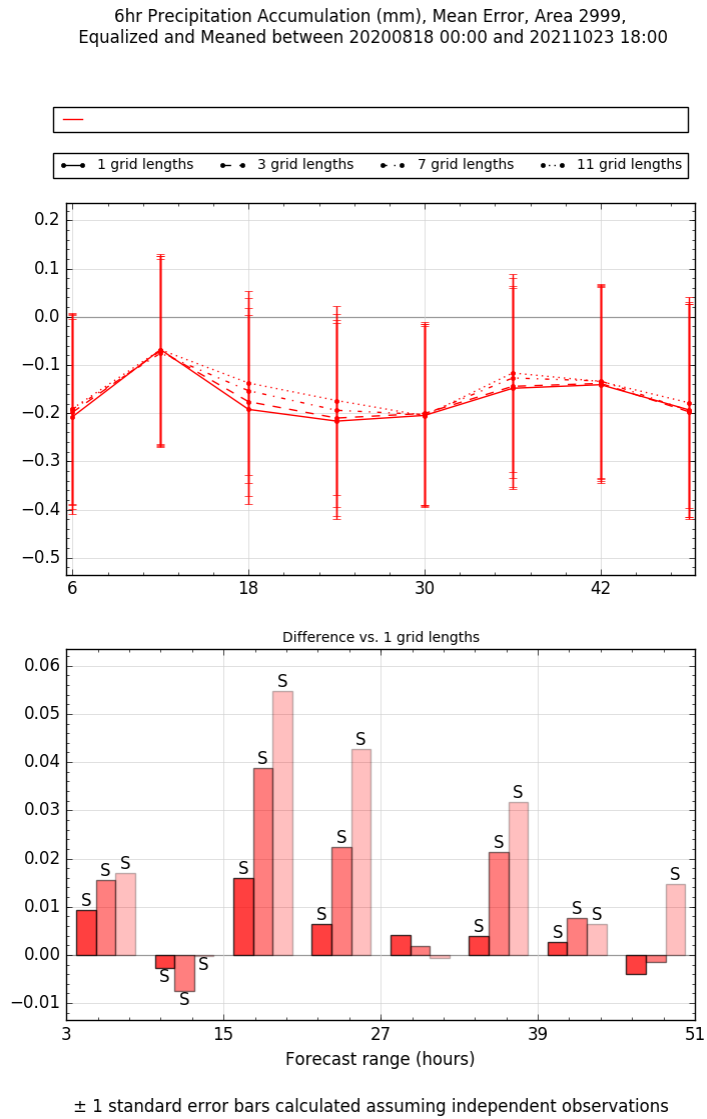 6hr Precipitation Accumulation (mm), Mean Error, Area 2999,
Equalized and Meaned between 20200818 00:00 and 20211023 18:00
1 grid lengths 3 grid lengths 7 grid lengths 11 grid lengths
0.2
0.1
0.0
−0.1
−0.2
−0.3
−0.4
−0.5
6 18 30 42
Difference vs. 1 grid lengths
0.06
0.05
0.04
0.03
0.02
0.01
0.00
−0.01
S S S S S S S S S S S S S S S S S S S
3 15 27 39 51
Forecast range (hours)
± 1 standard error bars calculated assuming independent observations